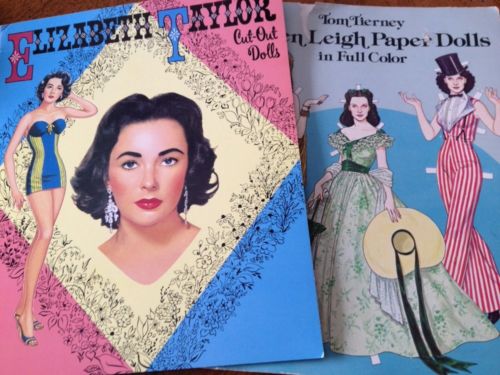 ELIZABETH TAYLOR
Cut-Out
Dolls
Tom Tierney
en Leigh Paper Dolls
in Full Color